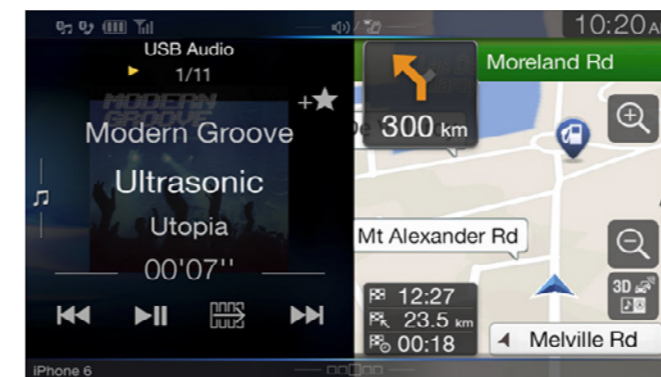 10:20
USB Audio
1/11
MODERN
GROOVE
Modern Groove
Ultrasonic
Utopia
00'07''
iPhone 6
Moreland Rd
300 km
Mt Alexander Rd
12:27
23.5 km
00:18
3D
Melville Rd